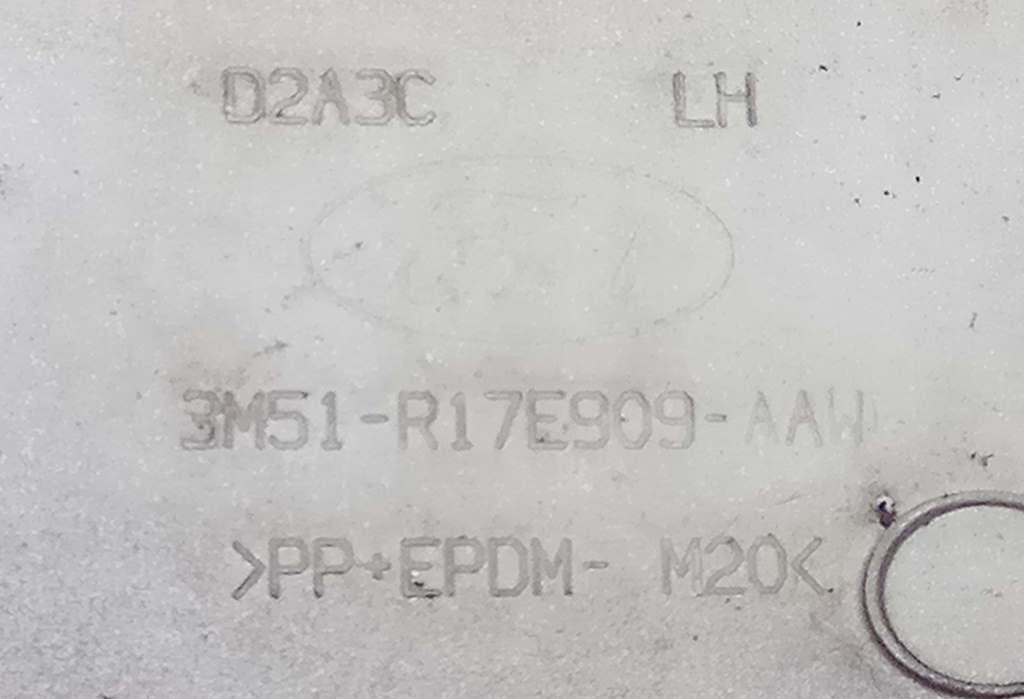 D2A3C LH
3M51-R17E909-AAW
>PP+EPDM- M20<